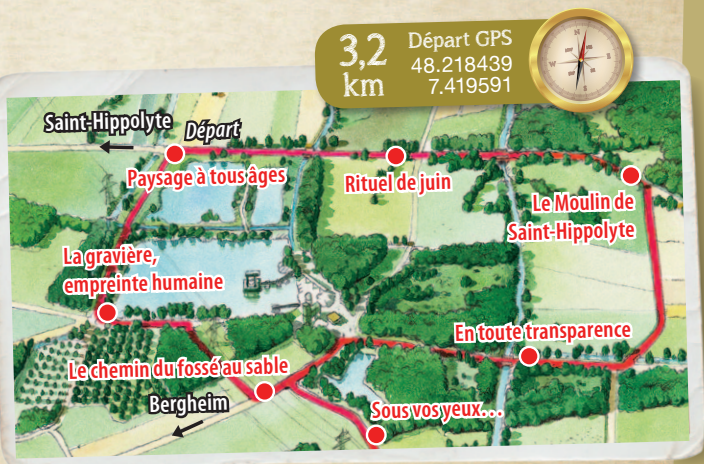 3,2
km
Départ GPS
48.218439
7.419591
Saint-Hippolyte
Départ
Paysage à tous âges
Rituel de juin
Le Moulin de
Saint-Hippolyte
La gravière,
empreinte humaine
En toute transparence
Le chemin du fossé au sable
Bergheim
Sous vos yeux...